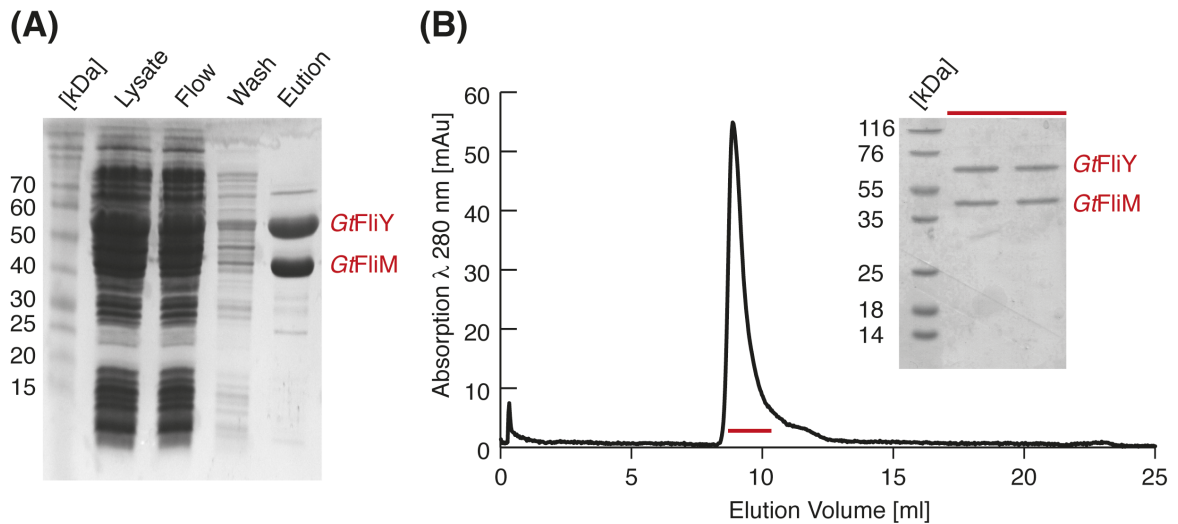 (A)
[kDa] Lysate Flow Wash Eution
70
60
50
40
30
25
20
15
GtFliY
GtFliM
(B)
Absorption λ 280 nm [mAu]
60
50
40
30
20
10
0
0 5 10 15 20 25
Elution Volume [ml]
[kDa]
116
76
55
35
25
18
14
GtFliY
GtFliM